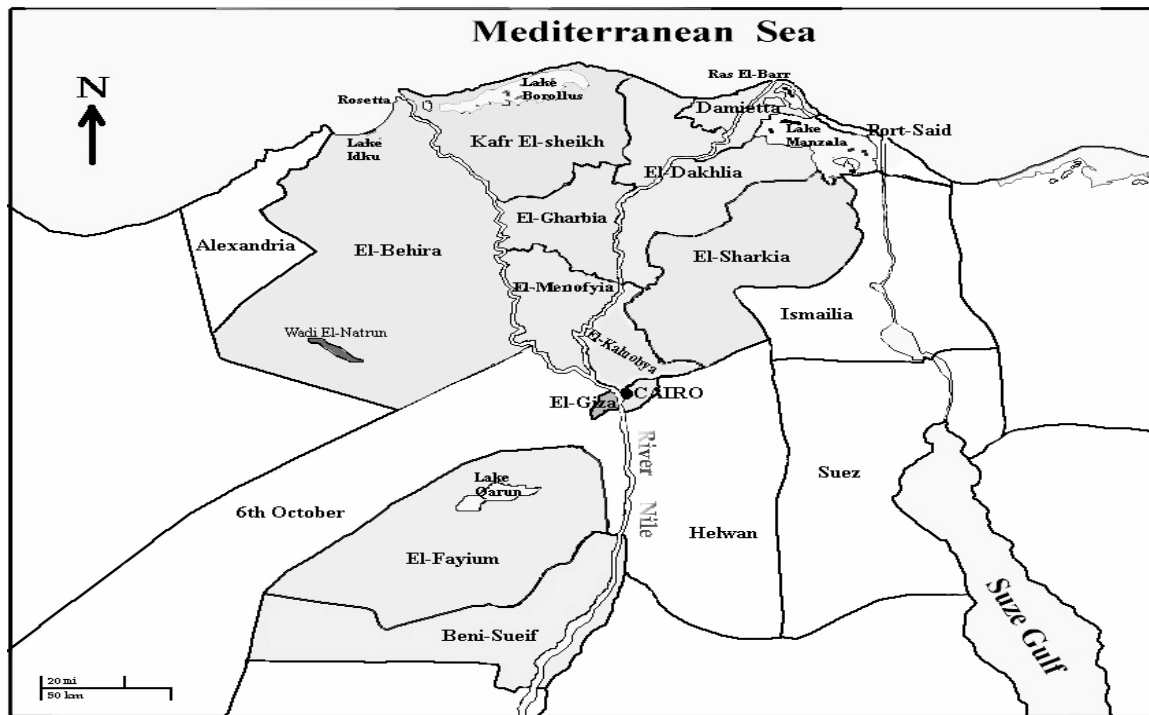 Mediterranean Sea
N
Ras El-Barr
Lake
Borollus
Rosetta
Damietta
Port-Said
Lake
Manzala
Kafr El-sheikh
Lake
Idku
El-Dakhlia
El-Gharbia
Alexandria
El-Behira
El-Sharkia
El-Menofyia
Ismailia
Wadi El-Natrun
El-Kaluobya
CAIRO
El-Giza
River Nile
Lake
Qarun
Suez
6th October
Helwan
El-Fayium
Suze Gulf
Beni-Sueif
20 mi
50 km